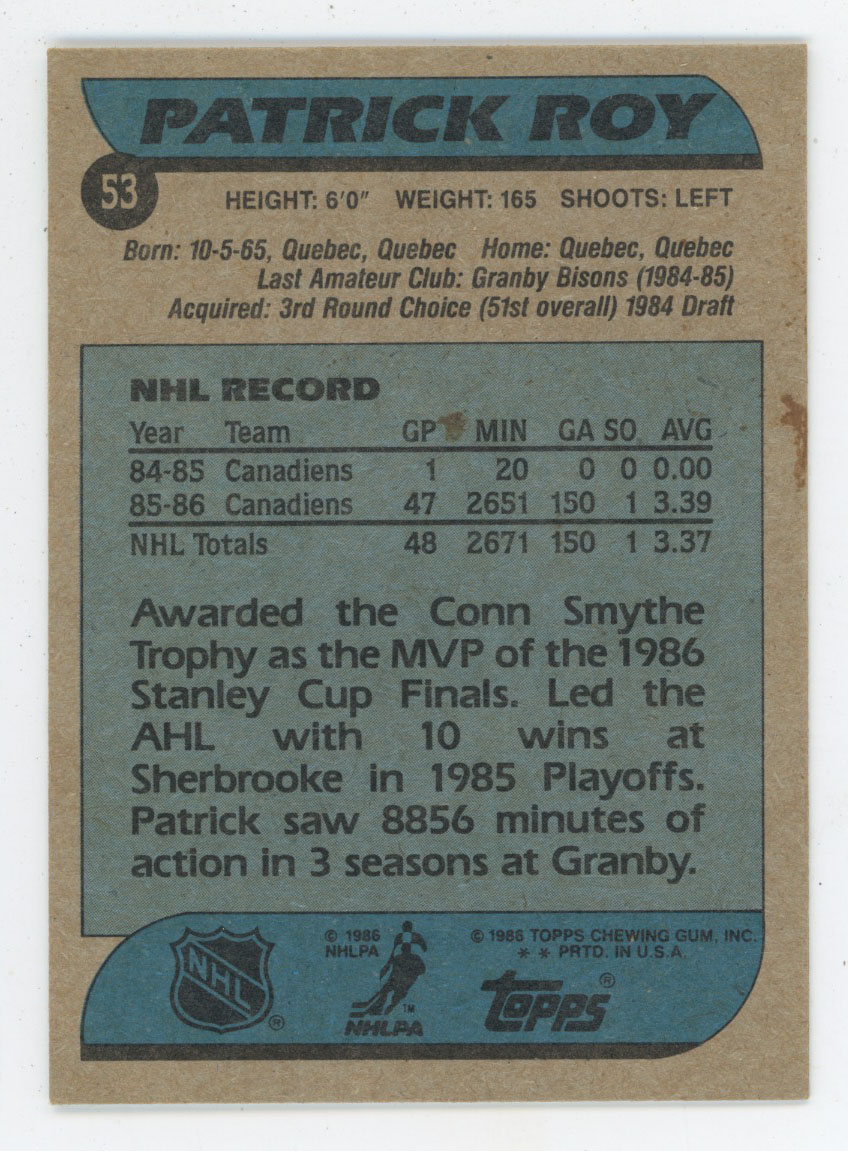 PATRICK ROY
53
HEIGHT: 6'0" WEIGHT: 165 SHOOTS: LEFT
Born: 10-5-65, Quebec, Quebec Home: Quebec, Quebec
Last Amateur Club: Granby Bisons (1984-85)
Acquired: 3rd Round Choice (51st overall) 1984 Draft
NHL RECORD
Year Team GP MIN GA SO AVG
84-85 Canadiens 1 20 0 0 0.00
85-86 Canadiens 47 2651 150 1 3.39
NHL Totals 48 2671 150 1 3.37
Awarded the Conn Smythe
Trophy as the MVP of the 1986
Stanley Cup Finals. Led the
AHL with 10 wins at
Sherbrooke in 1985 Playoffs.
Patrick saw 8856 minutes of
action in 3 seasons at Granby.
NHL ®
© 1986
NHLPA
TM
NHLPA
© 1986 TOPPS CHEWING GUM, INC.
* * PRTD. IN U.S.A.
topps ®